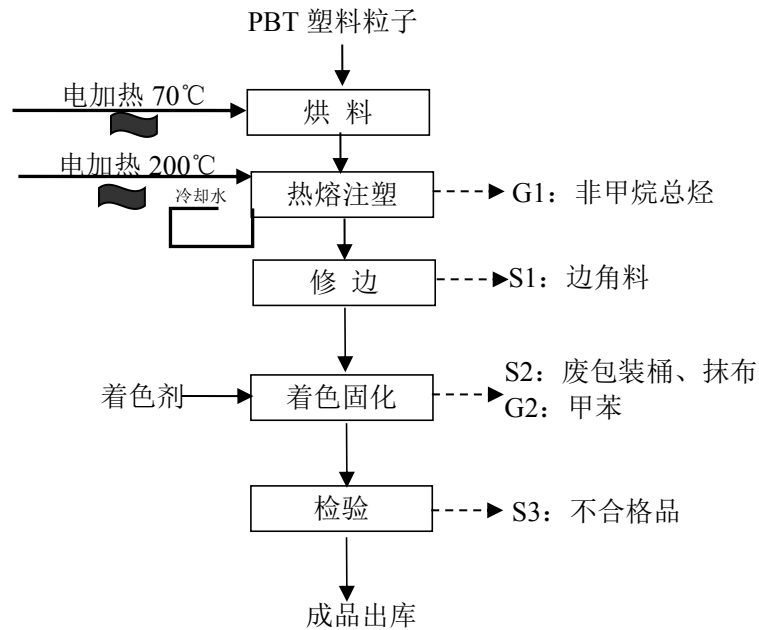 PBT 塑料粒子
电加热 70℃
烘 料
电加热 200℃
冷却水
热熔注塑
G1：非甲烷总烃
修 边
S1：边角料
着色剂
着色固化
S2：废包装桶、抹布
G2：甲苯
检验
S3：不合格品
成品出库